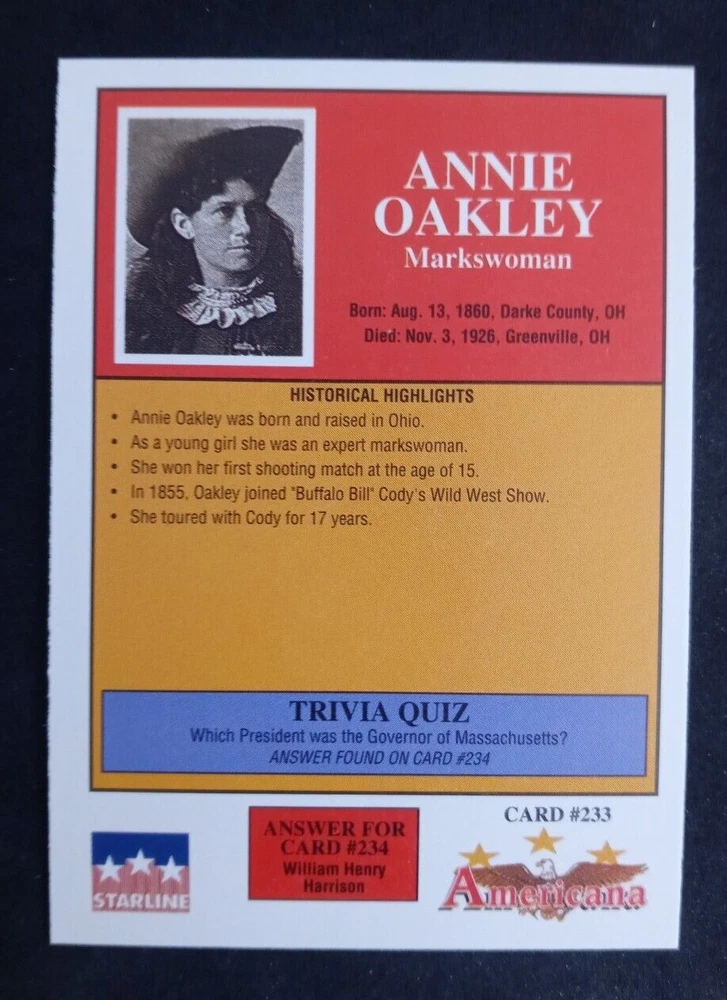 ANNIE
OAKLEY
Markswoman
Born: Aug. 13, 1860, Darke County, OH
Died: Nov. 3, 1926, Greenville, OH
HISTORICAL HIGHLIGHTS
• Annie Oakley was born and raised in Ohio.
• As a young girl she was an expert markswoman.
• She won her first shooting match at the age of 15.
• In 1855, Oakley joined "Buffalo Bill" Cody's Wild West Show.
• She toured with Cody for 17 years.
TRIVIA QUIZ
Which President was the Governor of Massachusetts?
ANSWER FOUND ON CARD #234
STARLINE
ANSWER FOR
CARD #234
William Henry
Harrison
CARD #233
Americana